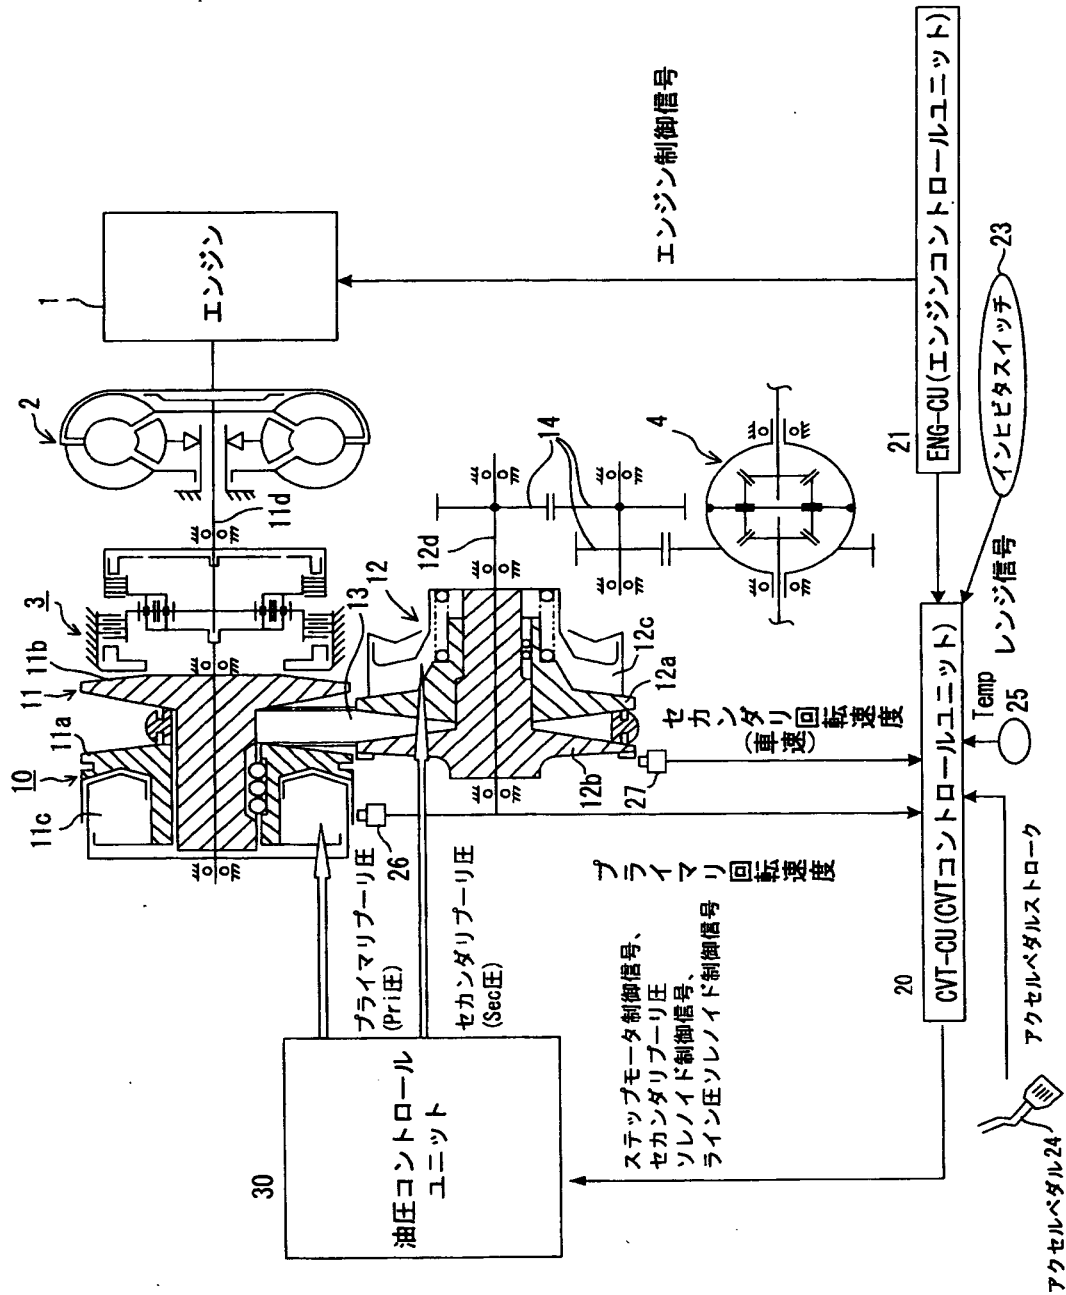 1
エンジン
2
11d
3
11b
11
11a
10
11c
エンジン制御信号
14
4
12d
12
13
12c
12a
12b
26
27
セカンダリ回転速度
(車速)
プライマリ回転速度
プライマリプーリ圧
(Pri圧)
セカンダリプーリ圧
(Sec圧)
30
油圧コントロール
ユニット
ステップモータ制御信号、
セカンダリプーリ圧
ソレノイド制御信号、
ライン圧ソレノイド制御信号
21
ENG-CU(エンジンコントロールユニット)
23
インヒビタスイッチ
レンジ信号
Temp
25
20
CVT-CU(CVTコントロールユニット)
アクセルペダルストローク
アクセルペダル24